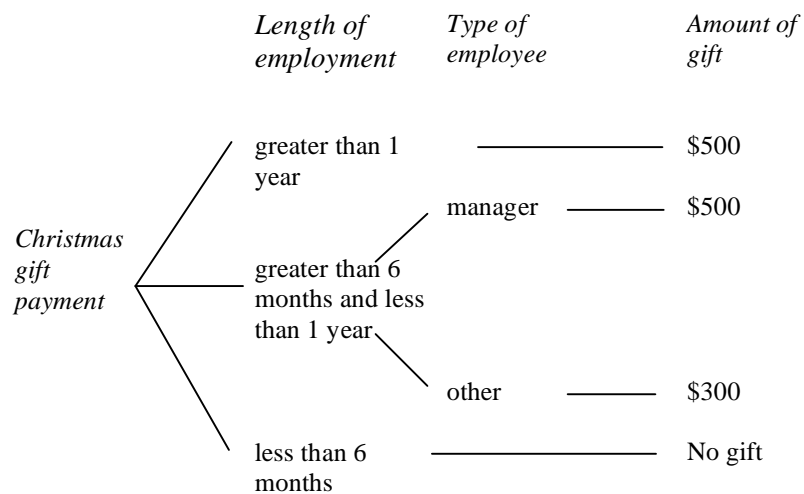 Length of
employment
Type of
employee
Amount of
gift
greater than 1
year
$500
manager
$500
Christmas
gift
payment
greater than 6
months and less
than 1 year
other
$300
less than 6
months
No gift